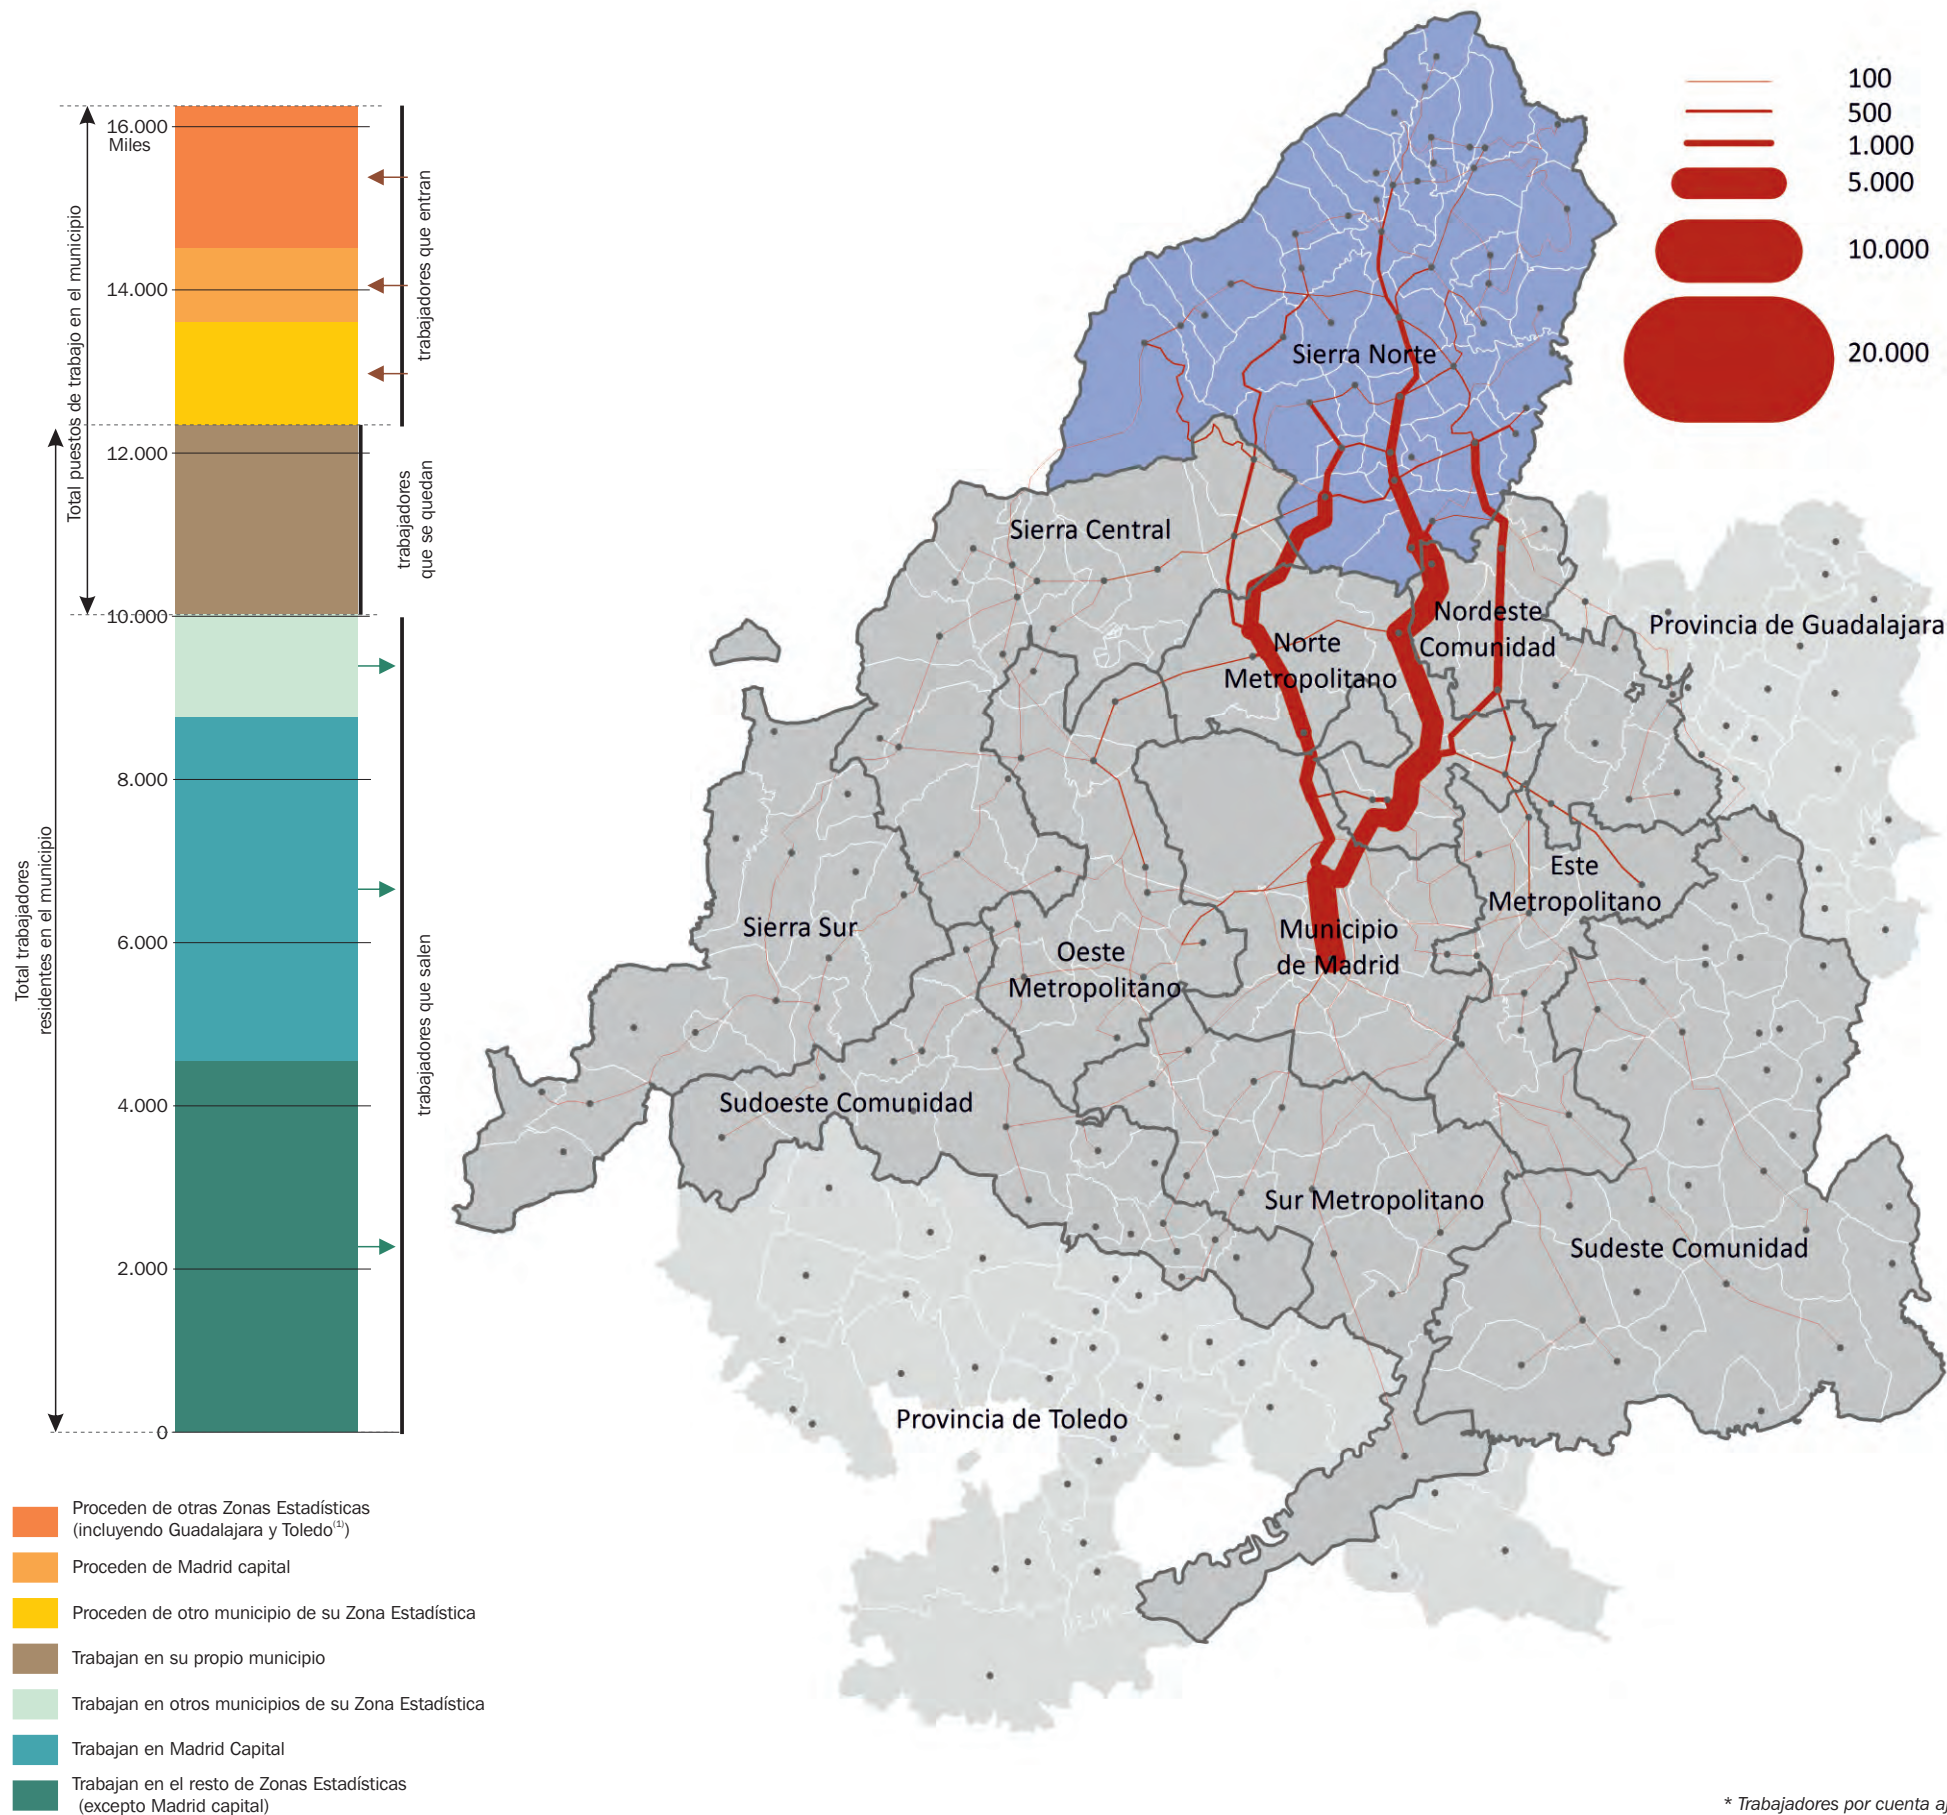 16.000
Miles
14.000
12.000
10.000
8.000
6.000
4.000
2.000
0
Total puestos de trabajo en el municipio
Total trabajadores
residentes en el municipio
trabajadores que entran
trabajadores
que se quedan
trabajadores que salen
Proceden de otras Zonas Estadísticas
(incluyendo Guadalajara y Toledo(1))
Proceden de Madrid capital
Proceden de otro municipio de su Zona Estadística
Trabajan en su propio municipio
Trabajan en otros municipios de su Zona Estadística
Trabajan en Madrid Capital
Trabajan en el resto de Zonas Estadísticas
(excepto Madrid capital)
100
500
1.000
5.000
10.000
20.000
Sierra Norte
Sierra Central
Nordeste
Comunidad
Provincia de Guadalajara
Norte
Metropolitano
Este
Metropolitano
Sierra Sur
Oeste
Metropolitano
Municipio
de Madrid
Sudoeste Comunidad
Sur Metropolitano
Sudeste Comunidad
Provincia de Toledo
* Trabajadores por cuenta